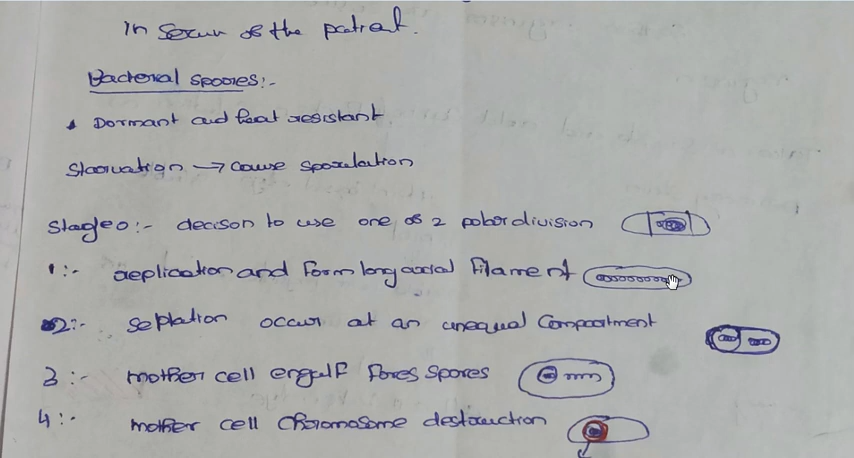 In Serum of the patient.
Bacterial spores:-
Dormant and heat resistant
Starvation → cause sporulation
Stage 0:- decison to use one of 2 polar division
1:- replication and form long axial filament
2:- Septation occur at an unequal Compartment
3:- mother cell engulf fores spores
4:- mother cell Chromosome destruction